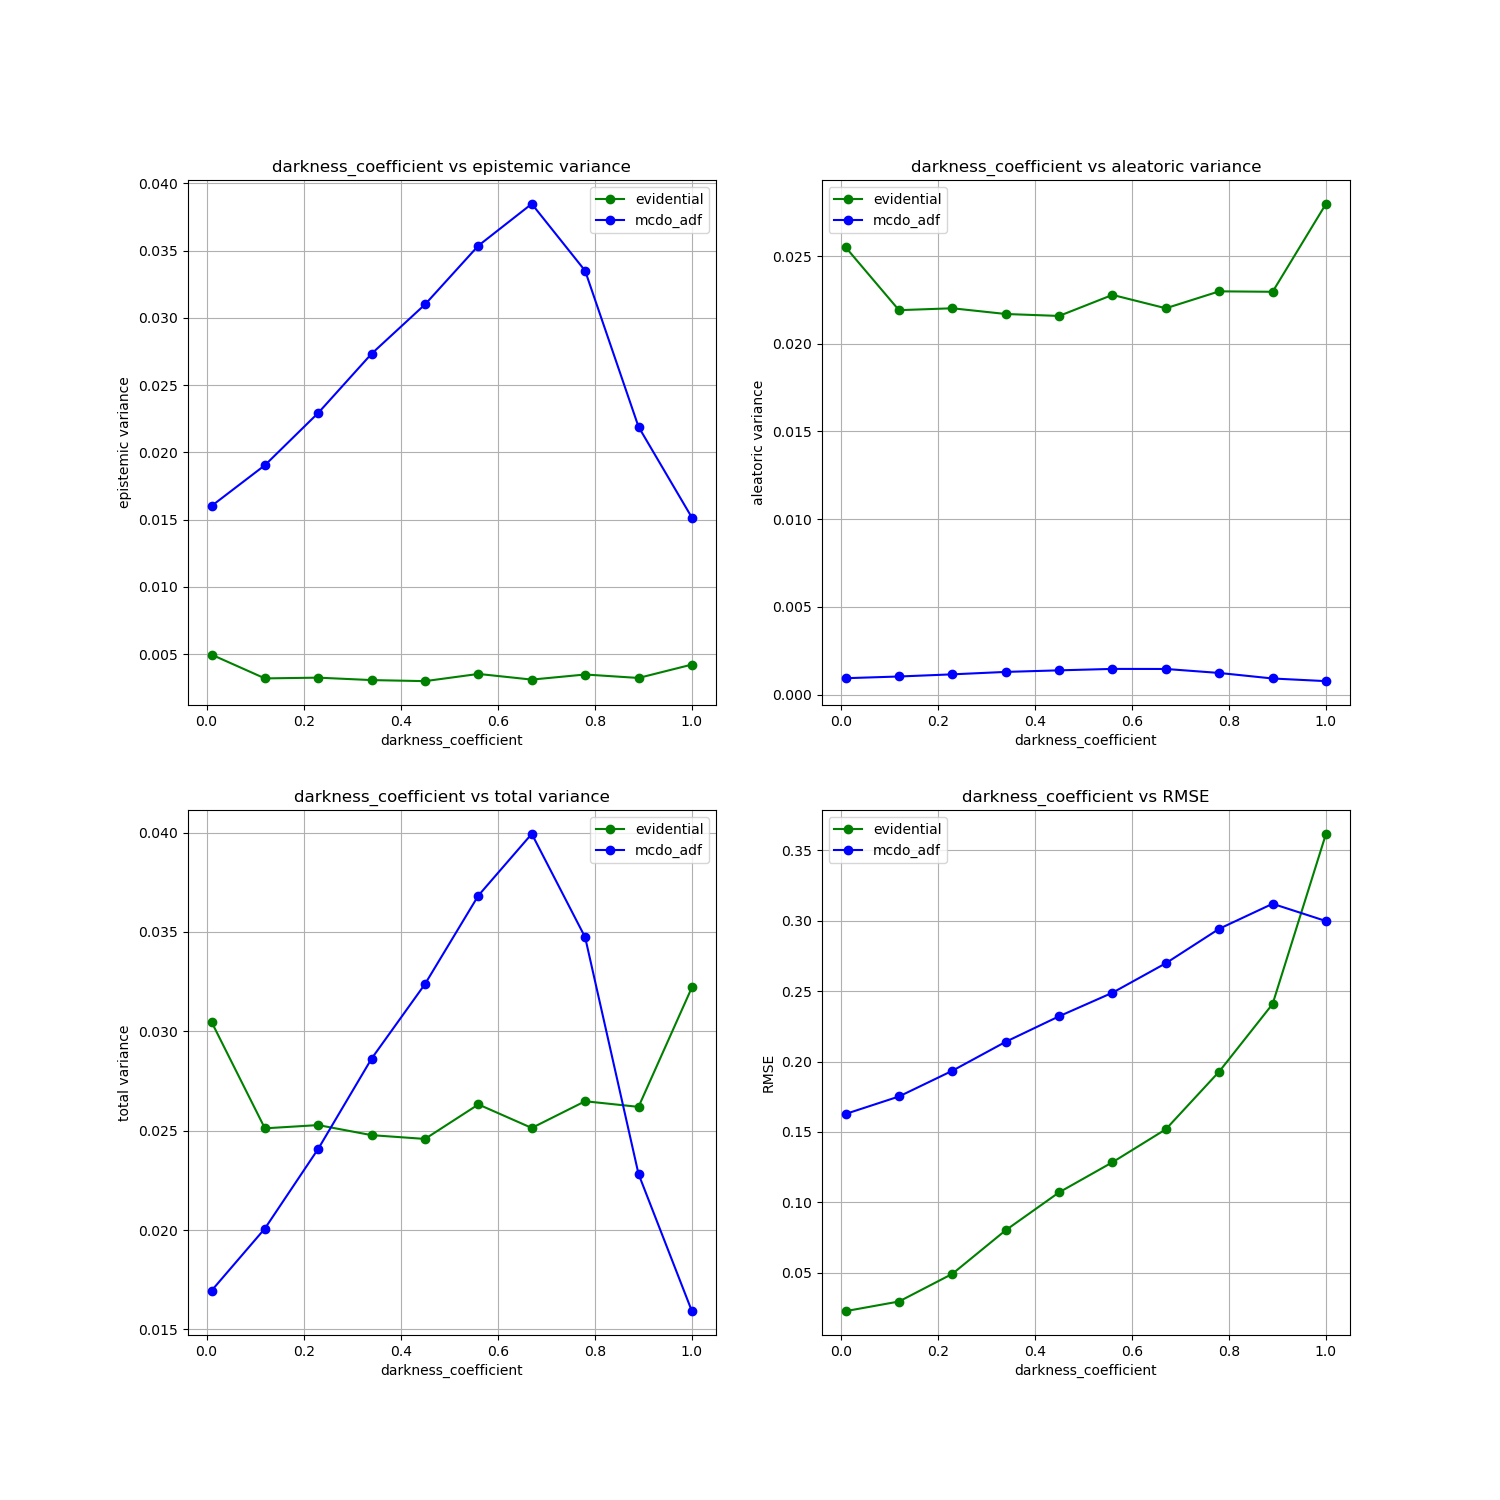 darkness_coefficient vs epistemic variance
evidential
mcdo_adf
epistemic variance
0.040
0.035
0.030
0.025
0.020
0.015
0.010
0.005
0.0 0.2 0.4 0.6 0.8 1.0
darkness_coefficient
darkness_coefficient vs aleatoric variance
evidential
mcdo_adf
aleatoric variance
0.025
0.020
0.015
0.010
0.005
0.000
0.0 0.2 0.4 0.6 0.8 1.0
darkness_coefficient
darkness_coefficient vs total variance
evidential
mcdo_adf
total variance
0.040
0.035
0.030
0.025
0.020
0.015
0.0 0.2 0.4 0.6 0.8 1.0
darkness_coefficient
darkness_coefficient vs RMSE
evidential
mcdo_adf
RMSE
0.35
0.30
0.25
0.20
0.15
0.10
0.05
0.0 0.2 0.4 0.6 0.8 1.0
darkness_coefficient